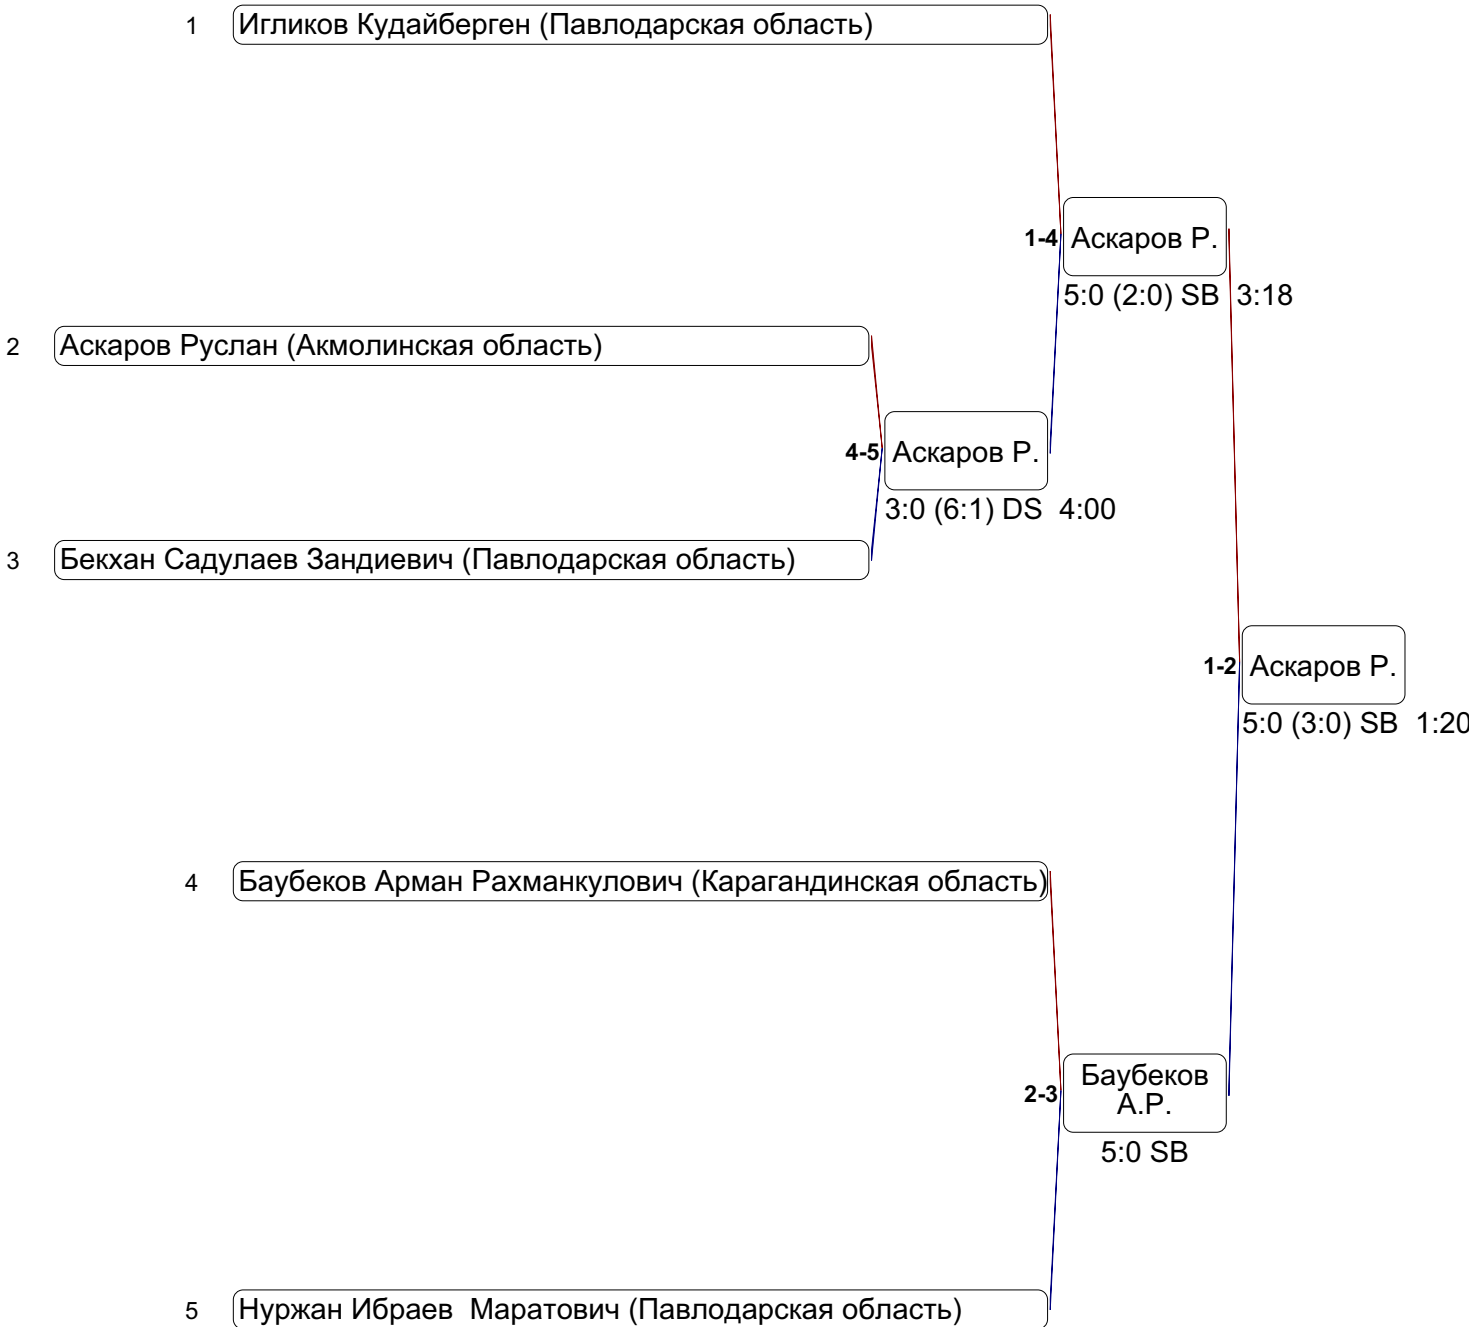 1 Игликов Кудайберген (Павлодарская область)
1-4 Аскаров Р.
5:0 (2:0) SB 3:18
2 Аскаров Руслан (Акмолинская область)
4-5 Аскаров Р.
3:0 (6:1) DS 4:00
3 Бекхан Садулаев Зандиевич (Павлодарская область)
1-2 Аскаров Р.
5:0 (3:0) SB 1:20
4 Баубеков Арман Рахманкулович (Карагандинская область)
2-3 Баубеков
А.Р.
5:0 SB
5 Нуржан Ибраев  Маратович (Павлодарская область)